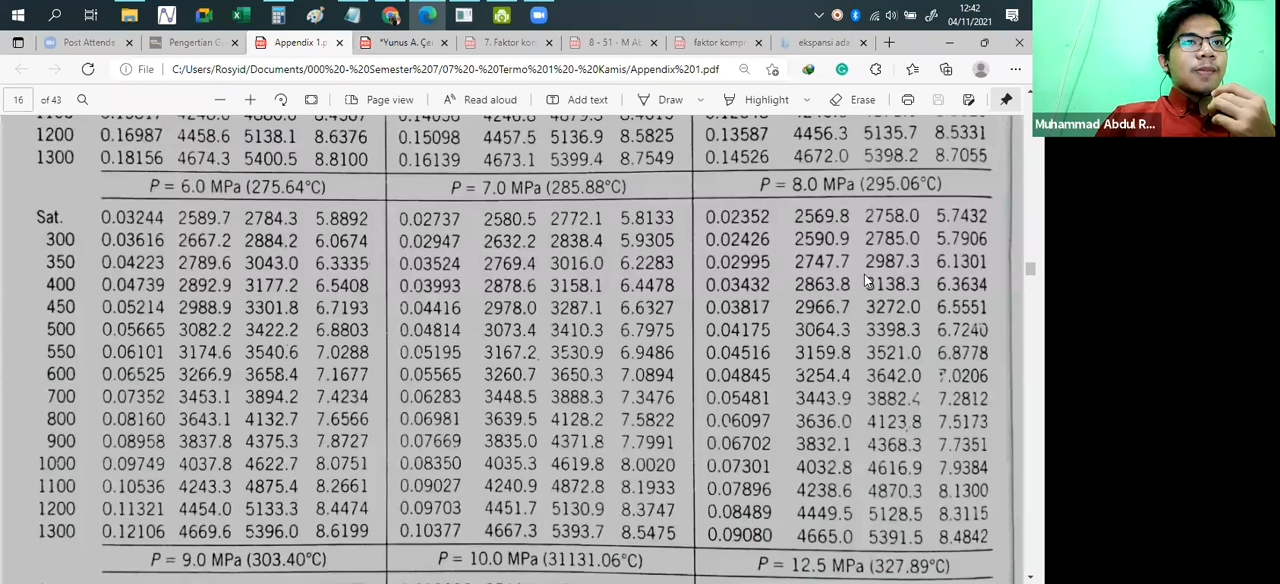 12:42
04/11/2021
Post Attende
Pengertian G
Appendix 1.p
*Yunus A. Çe
7. Faktor ko
8 - 51 - M Ab
faktor kompr
ekspansi ada
File C:/Users/Rosyid/Documents/000%20-%20Semester%207/07%20-%20Termo%201%20-%20Kamis/Appendix%201.pdf
16 of 43 Page view Read aloud Add text Draw Highlight Erase
1200 0.16987 4458.6 5138.1 8.6376 0.15098 4457.5 5136.9 8.5825 0.13587 4456.3 5135.7 8.5331
1300 0.18156 4674.3 5400.5 8.8100 0.16139 4673.1 5399.4 8.7549 0.14526 4672.0 5398.2 8.7055
P = 6.0 MPa (275.64°C) P = 7.0 MPa (285.88°C) P = 8.0 MPa (295.06°C)
Sat. 0.03244 2589.7 2784.3 5.8892 0.02737 2580.5 2772.1 5.8133 0.02352 2569.8 2758.0 5.7432
300 0.03616 2667.2 2884.2 6.0674 0.02947 2632.2 2838.4 5.9305 0.02426 2590.9 2785.0 5.7906
350 0.04223 2789.6 3043.0 6.3335 0.03524 2769.4 3016.0 6.2283 0.02995 2747.7 2987.3 6.1301
400 0.04739 2892.9 3177.2 6.5408 0.03993 2878.6 3158.1 6.4478 0.03432 2863.8 3138.3 6.3634
450 0.05214 2988.9 3301.8 6.7193 0.04416 2978.0 3287.1 6.6327 0.03817 2966.7 3272.0 6.5551
500 0.05665 3082.2 3422.2 6.8803 0.04814 3073.4 3410.3 6.7975 0.04175 3064.3 3398.3 6.7240
550 0.06101 3174.6 3540.6 7.0288 0.05195 3167.2 3530.9 6.9486 0.04516 3159.8 3521.0 6.8778
600 0.06525 3266.9 3658.4 7.1677 0.05565 3260.7 3650.3 7.0894 0.04845 3254.4 3642.0 7.0206
700 0.07352 3453.1 3894.2 7.4234 0.06283 3448.5 3888.3 7.3476 0.05481 3443.9 3882.4 7.2812
800 0.08160 3643.1 4132.7 7.6566 0.06981 3639.5 4128.2 7.5822 0.06097 3636.0 4123.8 7.5173
900 0.08958 3837.8 4375.3 7.8727 0.07669 3835.0 4371.8 7.7991 0.06702 3832.1 4368.3 7.7351
1000 0.09749 4037.8 4622.7 8.0751 0.08350 4035.3 4619.8 8.0020 0.07301 4032.8 4616.9 7.9384
1100 0.10536 4243.3 4875.4 8.2661 0.09027 4240.9 4872.8 8.1933 0.07896 4238.6 4870.3 8.1300
1200 0.11321 4454.0 5133.3 8.4474 0.09703 4451.7 5130.9 8.3747 0.08489 4449.5 5128.5 8.3115
1300 0.12106 4669.6 5396.0 8.6199 0.10377 4667.3 5393.7 8.5475 0.09080 4665.0 5391.5 8.4842
P = 9.0 MPa (303.40°C) P = 10.0 MPa (31131.06°C) P = 12.5 MPa (327.89°C)
Muhammad Abdul R...